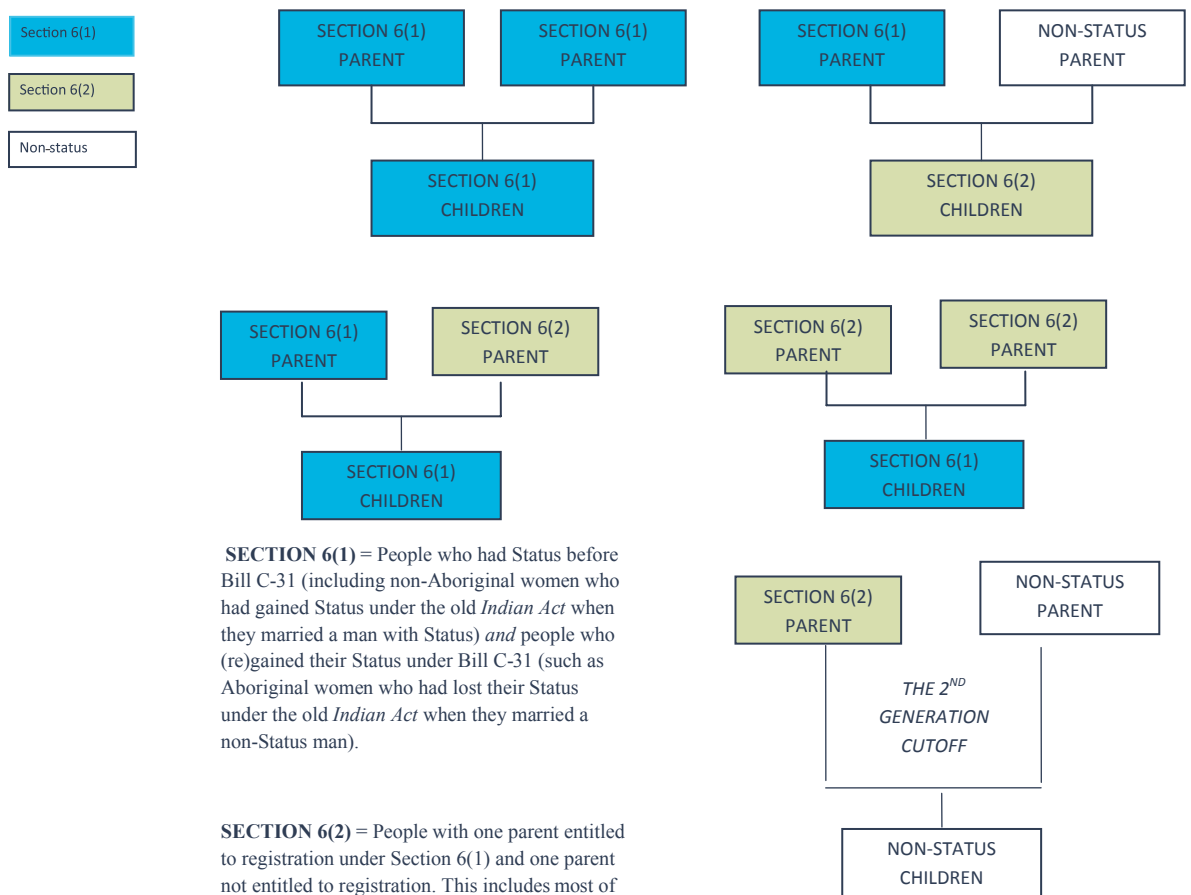 Section 6(1)
Section 6(2)
Non-status
SECTION 6(1)
PARENT
SECTION 6(1)
PARENT
SECTION 6(1)
CHILDREN
SECTION 6(1)
PARENT
NON-STATUS
PARENT
SECTION 6(2)
CHILDREN
SECTION 6(1)
PARENT
SECTION 6(2)
PARENT
SECTION 6(1)
CHILDREN
SECTION 6(2)
PARENT
SECTION 6(2)
PARENT
SECTION 6(1)
CHILDREN
SECTION 6(1) = People who had Status before
Bill C-31 (including non-Aboriginal women who
had gained Status under the old Indian Act when
they married a man with Status) and people who
(re)gained their Status under Bill C-31 (such as
Aboriginal women who had lost their Status
under the old Indian Act when they married a
non-Status man).
SECTION 6(2) = People with one parent entitled
to registration under Section 6(1) and one parent
not entitled to registration. This includes most of
SECTION 6(2)
PARENT
NON-STATUS
PARENT
THE 2ND
GENERATION
CUTOFF
NON-STATUS
CHILDREN